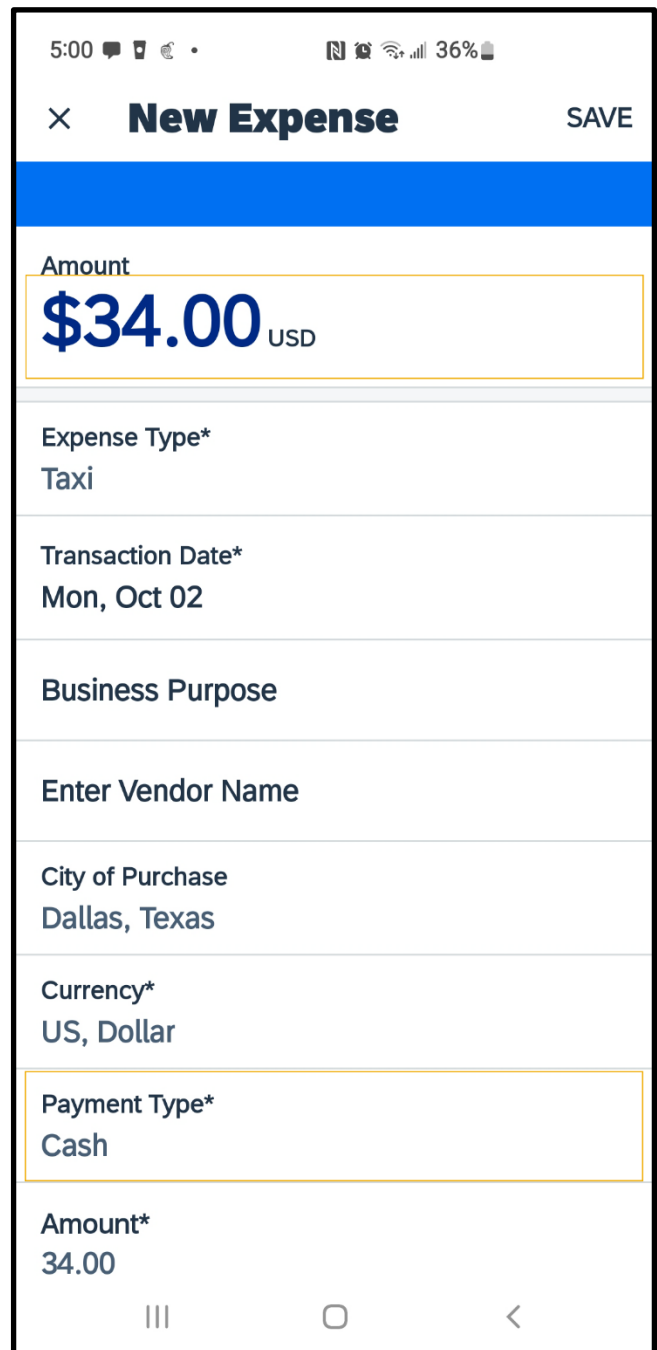 5:00 36%
New Expense SAVE
Amount
$34.00 USD
Expense Type*
Taxi
Transaction Date*
Mon, Oct 02
Business Purpose
Enter Vendor Name
City of Purchase
Dallas, Texas
Currency*
US, Dollar
Payment Type*
Cash
Amount*
34.00